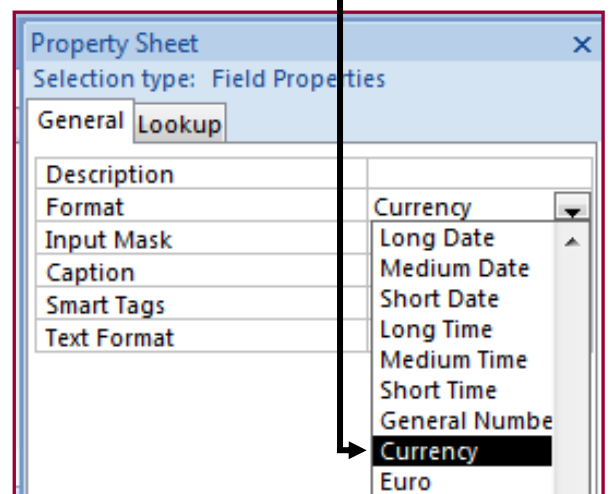 Property Sheet
Selection type: Field Properties
General Lookup
Description
Format Currency
Input Mask Long Date
Caption Medium Date
Smart Tags Short Date
Text Format Long Time
Medium Time
Short Time
General Numbe
Currency
Euro